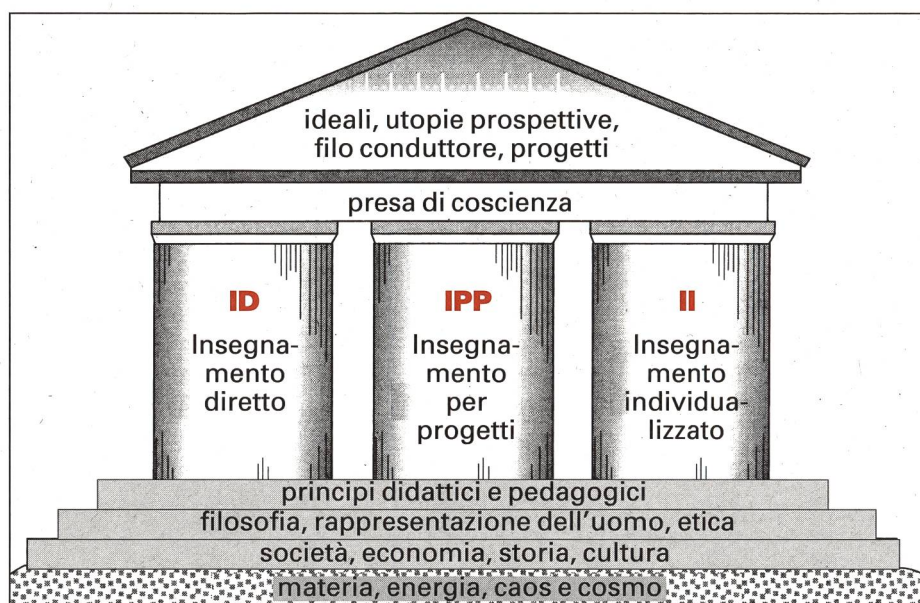 ideali, utopie prospettive,
filo conduttore, progetti
presa di coscienza
ID
Insegna-
mento
diretto
IPP
Insegna-
mento
per
progetti
II
Insegna-
mento
individua-
lizzato
principi didattici e pedagogici
filosofia, rappresentazione dell'uomo, etica
società, economia, storia, cultura
materia, energia, caos e cosmo